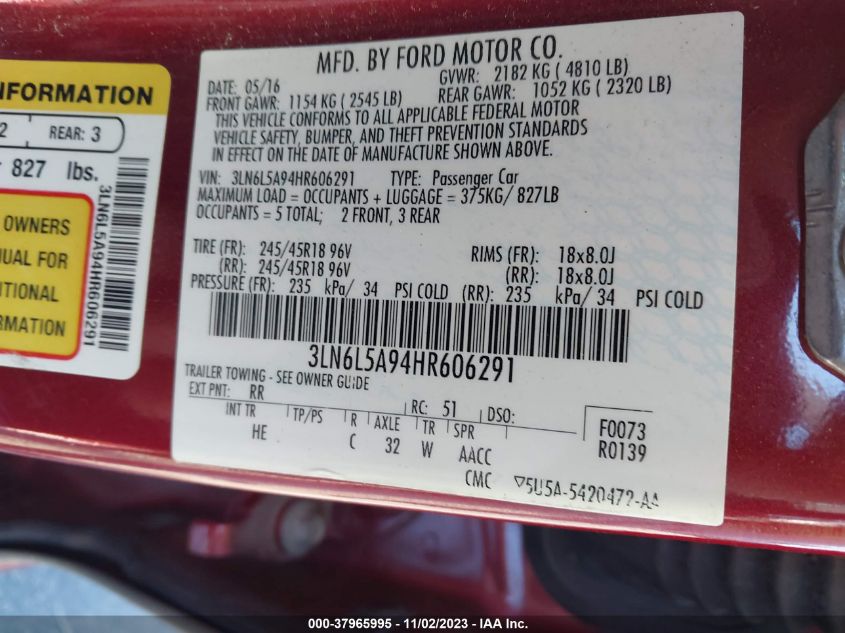 NFORMATION
2 REAR: 3
827 lbs.
3LN6L5A94HR606291
OWNERS
UAL FOR
ITIONAL
RMATION
MFD. BY FORD MOTOR CO.
DATE: 05/16 GVWR: 2182 KG ( 4810 LB)
FRONT GAWR: 1154 KG ( 2545 LB) REAR GAWR: 1052 KG ( 2320 LB)
THIS VEHICLE CONFORMS TO ALL APPLICABLE FEDERAL MOTOR
VEHICLE SAFETY, BUMPER, AND THEFT PREVENTION STANDARDS
IN EFFECT ON THE DATE OF MANUFACTURE SHOWN ABOVE.
VIN: 3LN6L5A94HR606291 TYPE: Passenger Car
MAXIMUM LOAD = OCCUPANTS + LUGGAGE = 375KG/ 827LB
OCCUPANTS = 5 TOTAL; 2 FRONT, 3 REAR
TIRE (FR): 245/45R18 96V RIMS (FR): 18x8.0J
(RR): 245/45R18 96V (RR): 18x8.0J
PRESSURE (FR): 235 kPa/ 34 PSI COLD (RR): 235 kPa/ 34 PSI COLD
3LN6L5A94HR606291
TRAILER TOWING - SEE OWNER GUIDE
EXT PNT: RR RC: 51 DSO:
INT TR TP/PS R AXLE TR SPR F0073
HE C 32 W AACC R0139
CMC ▽5U5A-5420472-AA
000-37965995 - 11/02/2023 - IAAI Inc.